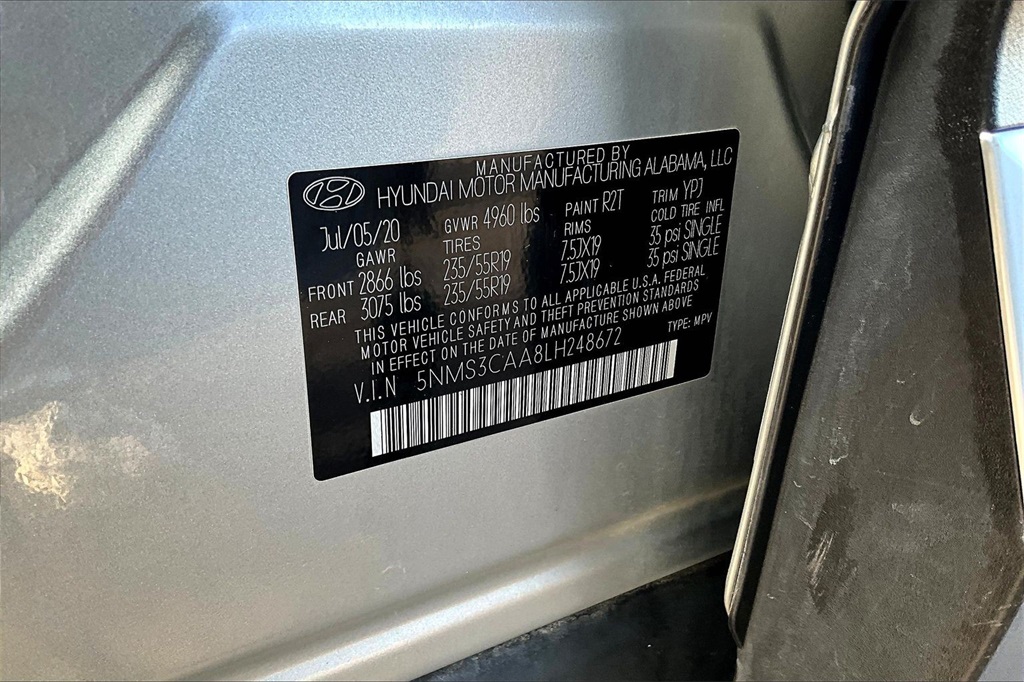 MANUFACTURED BY
HYUNDAI MOTOR MANUFACTURING ALABAMA, LLC
Jul/05/20 GVWR 4960 lbs PAINT R2T TRIM YPJ
GAWR TIRES RIMS COLD TIRE INFL
FRONT 2866 lbs 235/55R19 7.5JX19 35 psi SINGLE
REAR 3075 lbs 235/55R19 7.5JX19 35 psi SINGLE
THIS VEHICLE CONFORMS TO ALL APPLICABLE U.S.A. FEDERAL
MOTOR VEHICLE SAFETY AND THEFT PREVENTION STANDARDS
IN EFFECT ON THE DATE OF MANUFACTURE SHOWN ABOVE
V.I.N 5NMS3CAA8LH248672 TYPE: MPV